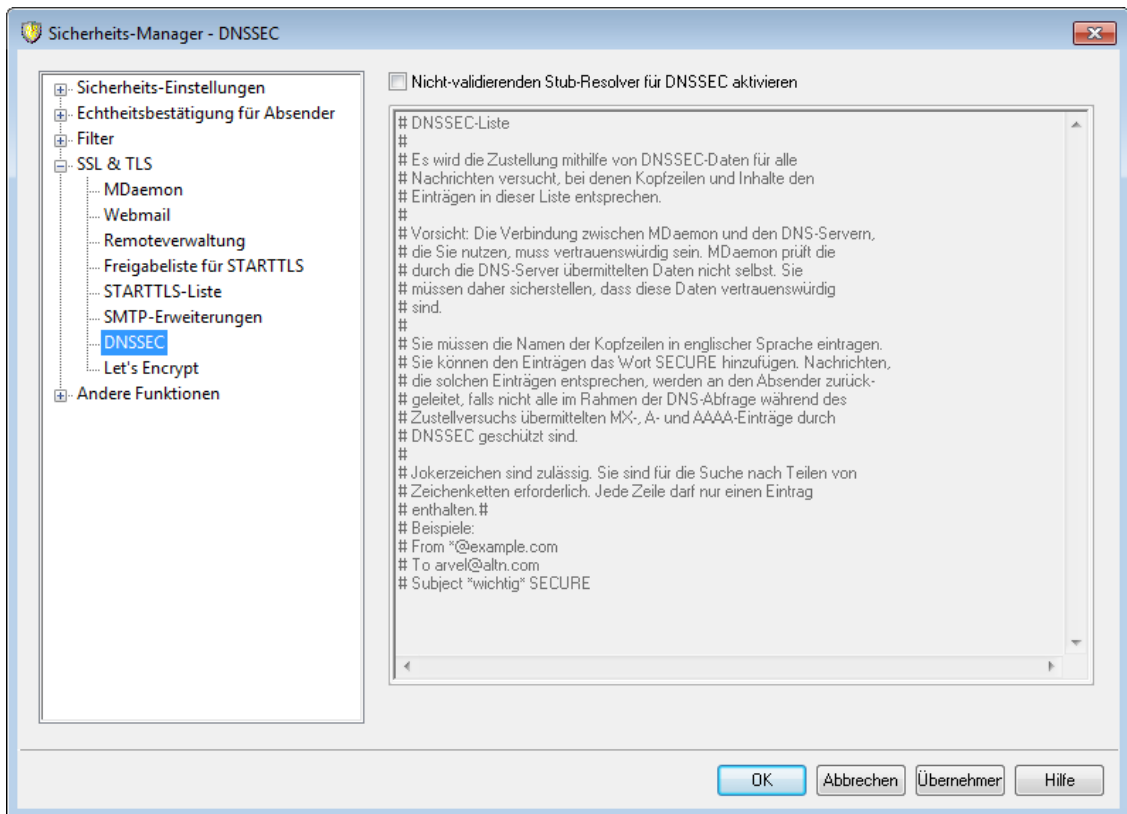 Sicherheits-Manager - DNSSEC
Sicherheits-Einstellungen
Echtheitsbestätigung für Absender
Filter
SSL & TLS
MDaemon
Webmail
Remoteverwaltung
Freigabeliste für STARTTLS
STARTTLS-Liste
SMTP-Erweiterungen
DNSSEC
Let's Encrypt
Andere Funktionen
Nicht-validierenden Stub-Resolver für DNSSEC aktivieren
# DNSSEC-Liste
#
# Es wird die Zustellung mithilfe von DNSSEC-Daten für alle
# Nachrichten versucht, bei denen Kopfzeilen und Inhalte den
# Einträgen in dieser Liste entsprechen.
#
# Vorsicht: Die Verbindung zwischen MDaemon und den DNS-Servern,
# die Sie nutzen, muss vertrauenswürdig sein. MDaemon prüft die
# durch die DNS-Server übermittelten Daten nicht selbst. Sie
# müssen daher sicherstellen, dass diese Daten vertrauenswürdig
# sind.
#
# Sie müssen die Namen der Kopfzeilen in englischer Sprache eintragen.
# Sie können den Einträgen das Wort SECURE hinzufügen. Nachrichten,
# die solchen Einträgen entsprechen, werden an den Absender zurück-
# geleitet, falls nicht alle im Rahmen der DNS-Abfrage während des
# Zustellversuchs übermittelten MX-, A- und AAAA-Einträge durch
# DNSSEC geschützt sind.
#
# Jokerzeichen sind zulässig. Sie sind für die Suche nach Teilen von
# Zeichenketten erforderlich. Jede Zeile darf nur einen Eintrag
# enthalten.#
# Beispiele:
# From *@example.com
# To arvel@altn.com
# Subject *wichtig* SECURE
OK
Abbrechen
Übernehmer
Hilfe